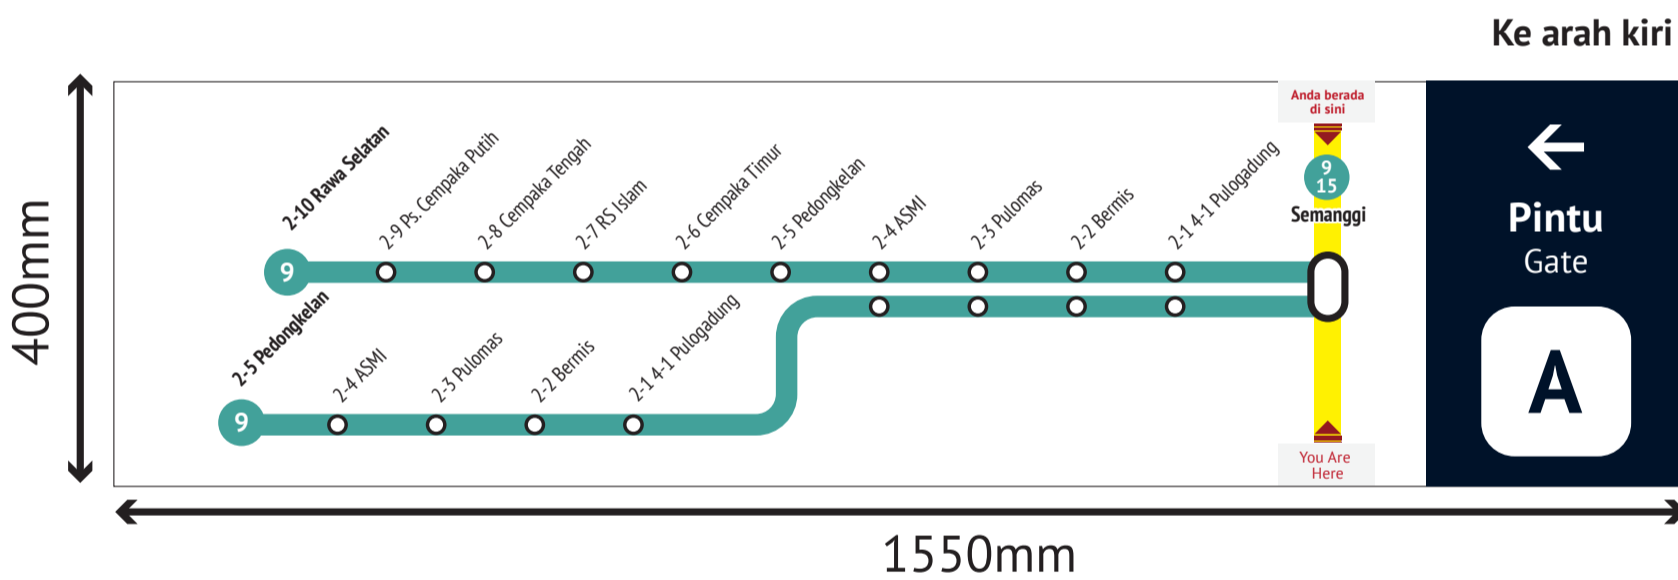 Ke arah kiri
400mm
Anda berada
di sini
9
15
Semanggi
2-10 Rawa Selatan
2-9 Ps. Cempaka Putih
2-8 Cempaka Tengah
2-7 RS Islam
2-6 Cempaka Timur
2-5 Pedongkelan
2-4 ASMI
2-3 Pulomas
2-2 Bermis
2-1 4-1 Pulogadung
9
2-5 Pedongkelan
2-4 ASMI
2-3 Pulomas
2-2 Bermis
2-1 4-1 Pulogadung
9
You Are
Here
Pintu
Gate
A
1550mm